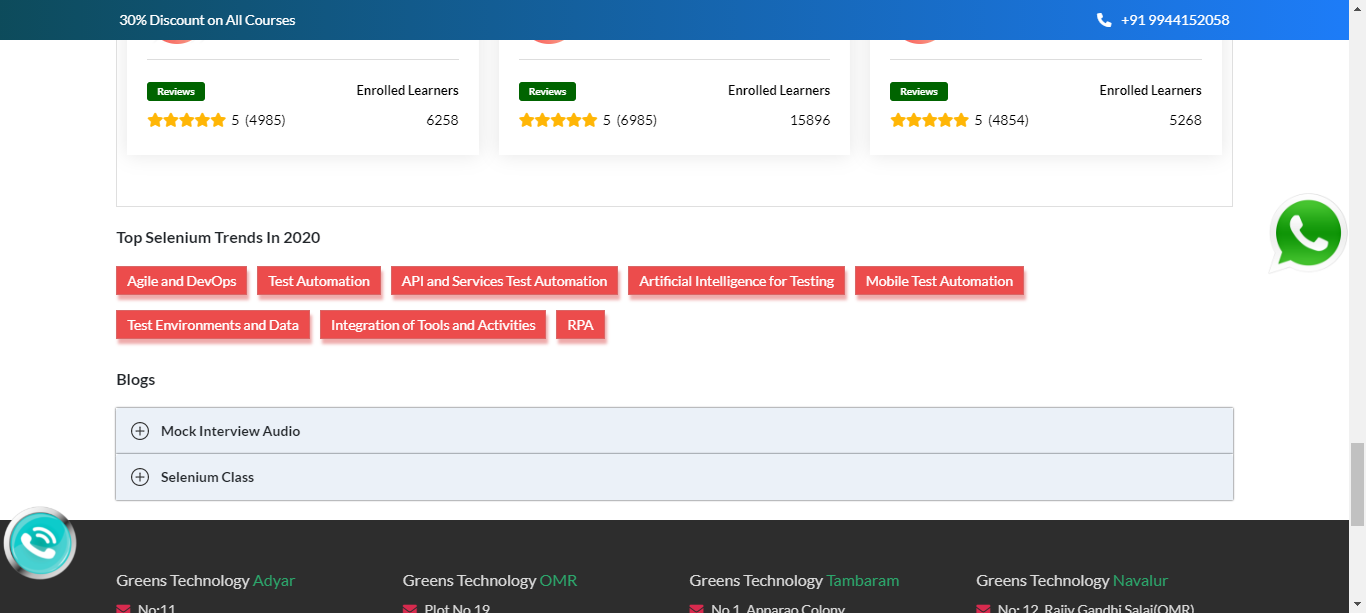 30% Discount on All Courses
+91 9944152058
Reviews
Enrolled Learners
5 (4985)
6258
Reviews
Enrolled Learners
5 (6985)
15896
Reviews
Enrolled Learners
5 (4854)
5268
Top Selenium Trends In 2020
Agile and DevOps
Test Automation
API and Services Test Automation
Artificial Intelligence for Testing
Mobile Test Automation
Test Environments and Data
Integration of Tools and Activities
RPA
Blogs
Mock Interview Audio
Selenium Class
Greens Technology Adyar
No:11
Greens Technology OMR
Plot No 19
Greens Technology Tambaram
No 1, Apparao Colony
Greens Technology Navalur
No: 12, Rajiv Gandhi Salai(OMR)